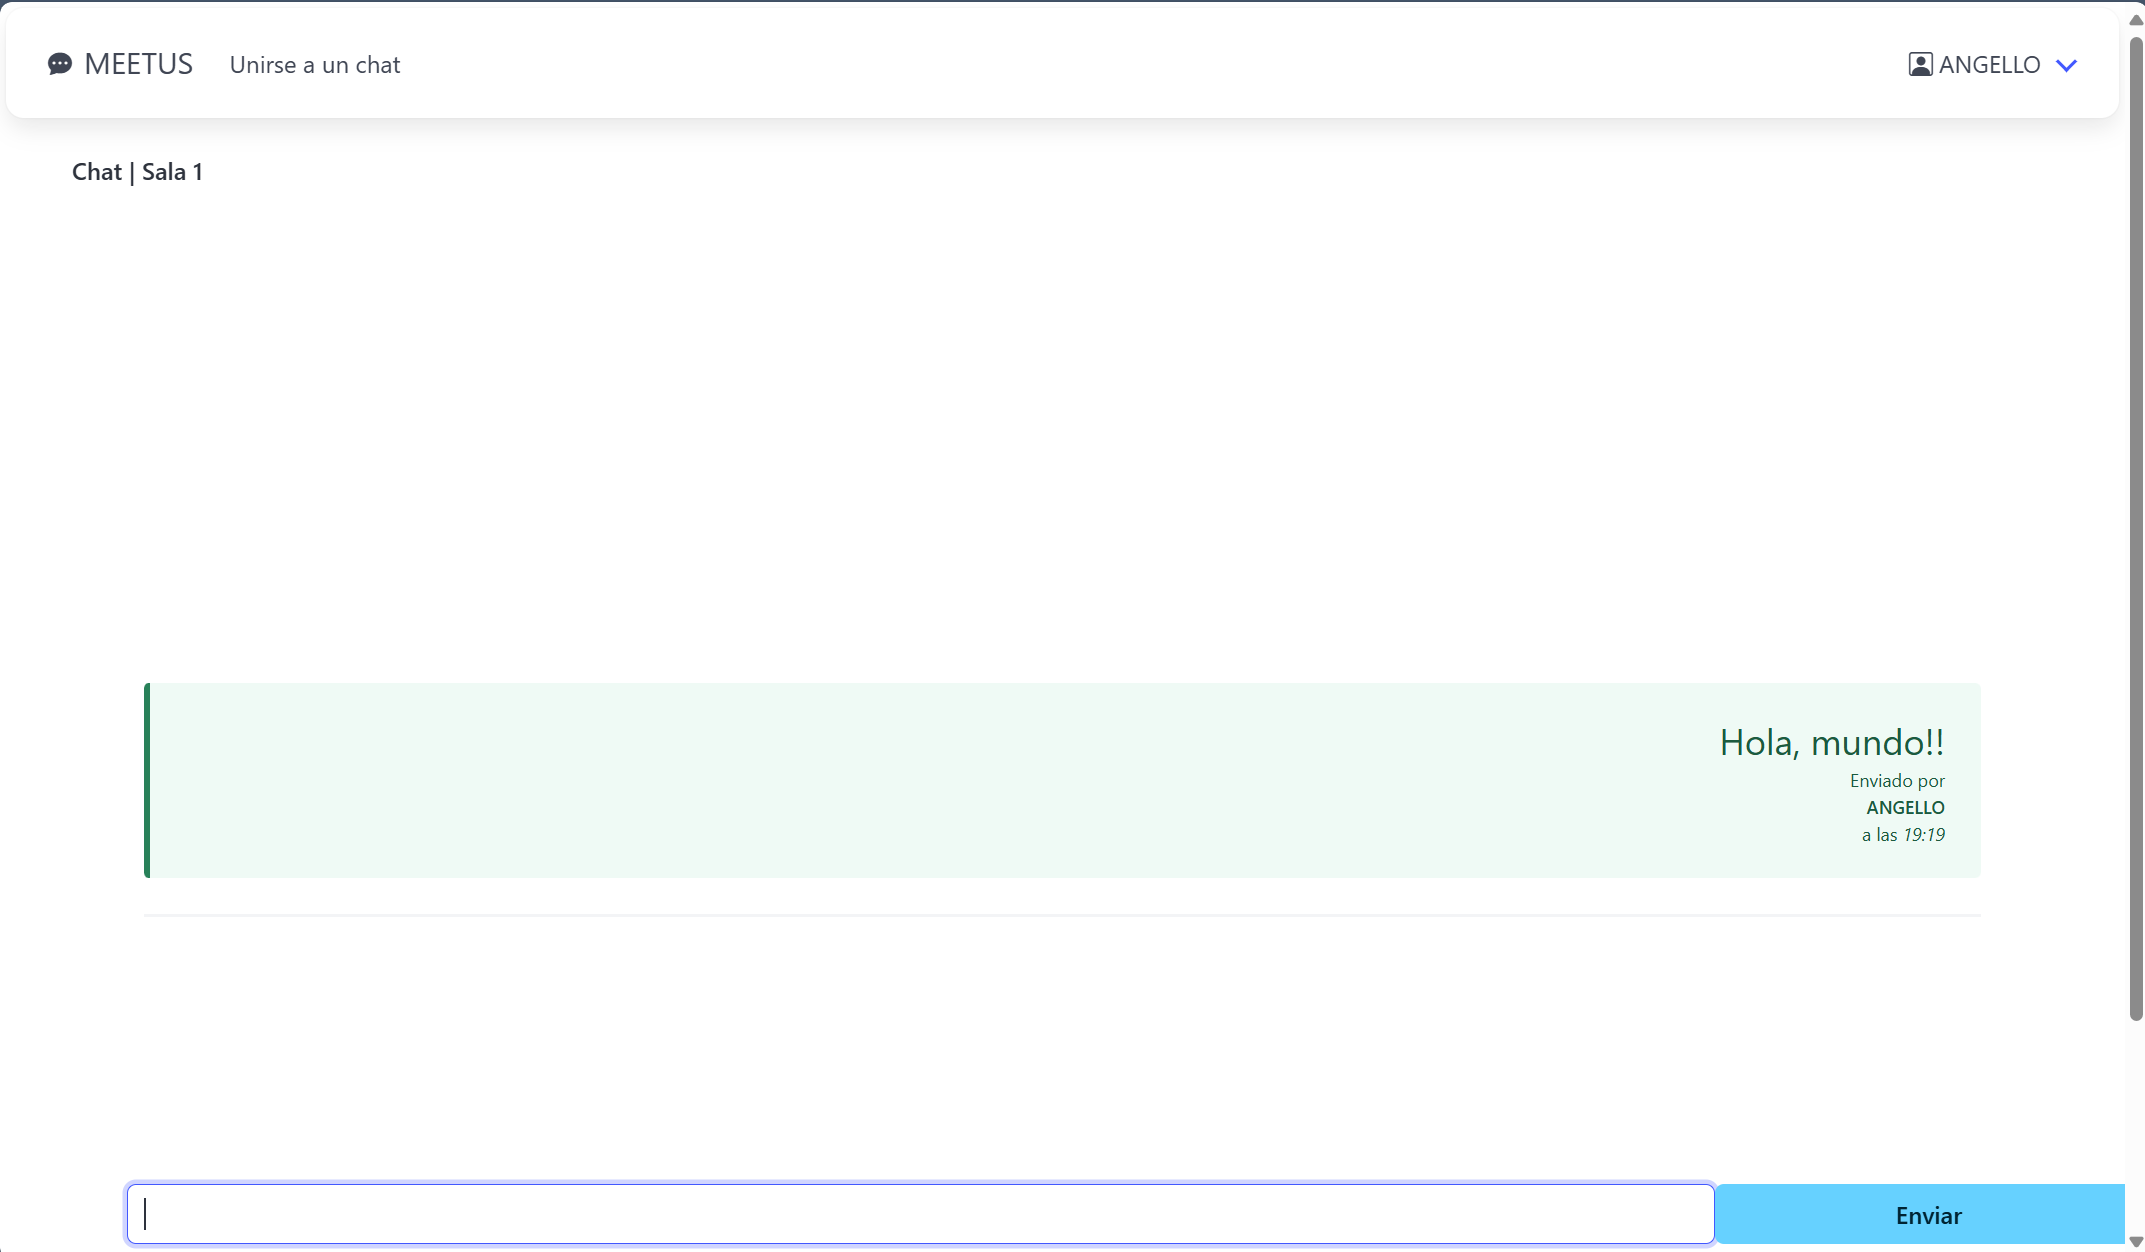 MEETUS Unirse a un chat ANGELLO
Chat | Sala 1
Hola, mundo!!
Enviado por
ANGELLO
a las 19:19
Enviar